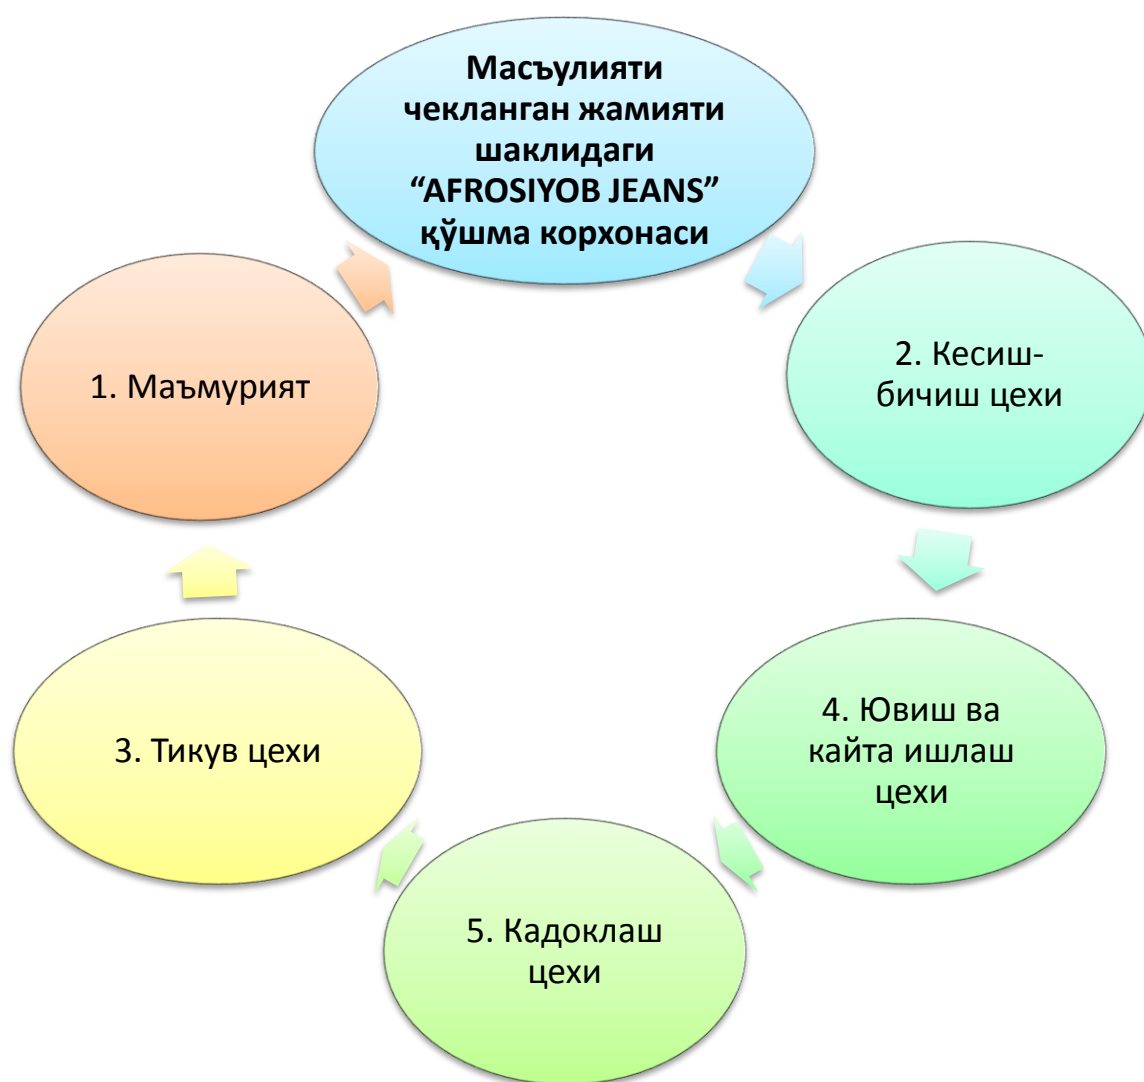 Масъулияти
чекланган жамияти
шаклидаги
“AFROSIYOB JEANS”
қўшма корхонаси
1. Маъмурият
2. Кесиш-
бичиш цехи
3. Тикув цехи
4. Ювиш ва
кайта ишлаш
цехи
5. Кадоклаш
цехи